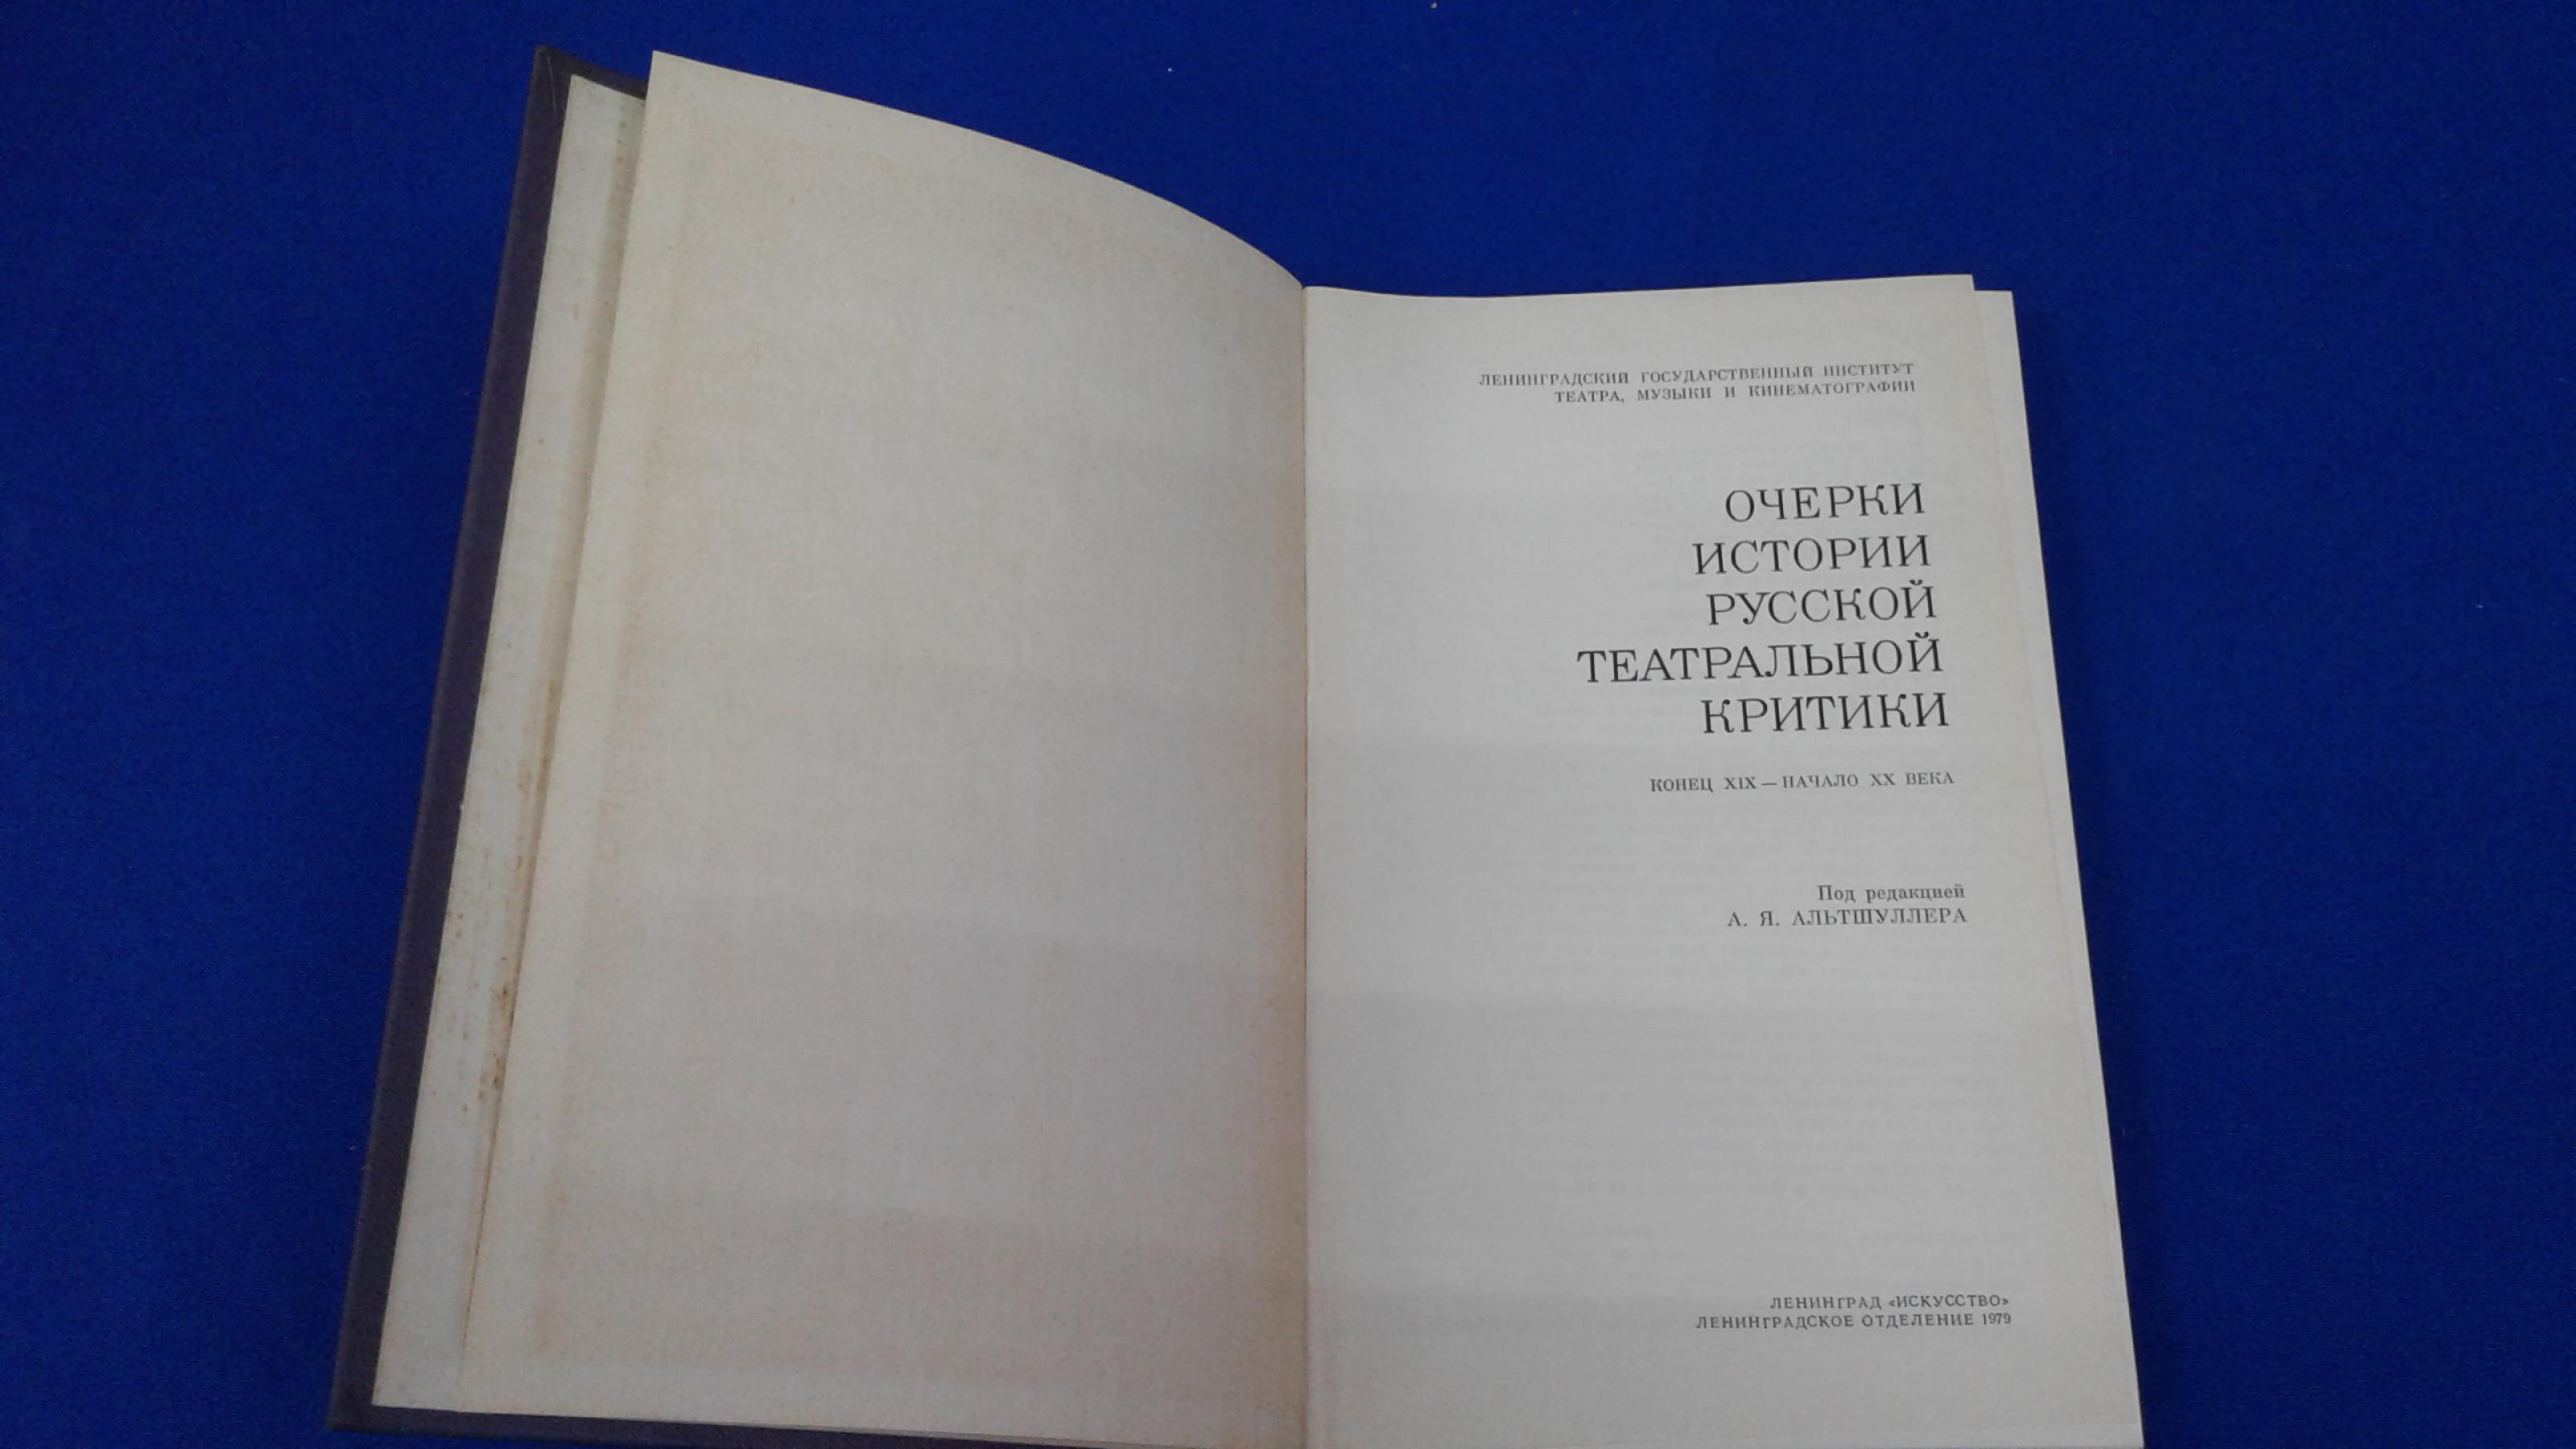 ЛЕНИНГРАДСКИЙ ГОСУДАРСТВЕННЫЙ ИНСТИТУТ
ТЕАТРА, МУЗЫКИ И КИНЕМАТОГРАФИИ
ОЧЕРКИ
ИСТОРИИ
РУССКОЙ
ТЕАТРАЛЬНОЙ
КРИТИКИ
КОНЕЦ XIX — НАЧАЛО XX ВЕКА
Под редакцией
А. Я. АЛЬТШУЛЛЕРА
ЛЕНИНГРАД «ИСКУССТВО»
ЛЕНИНГРАДСКОЕ ОТДЕЛЕНИЕ 1979